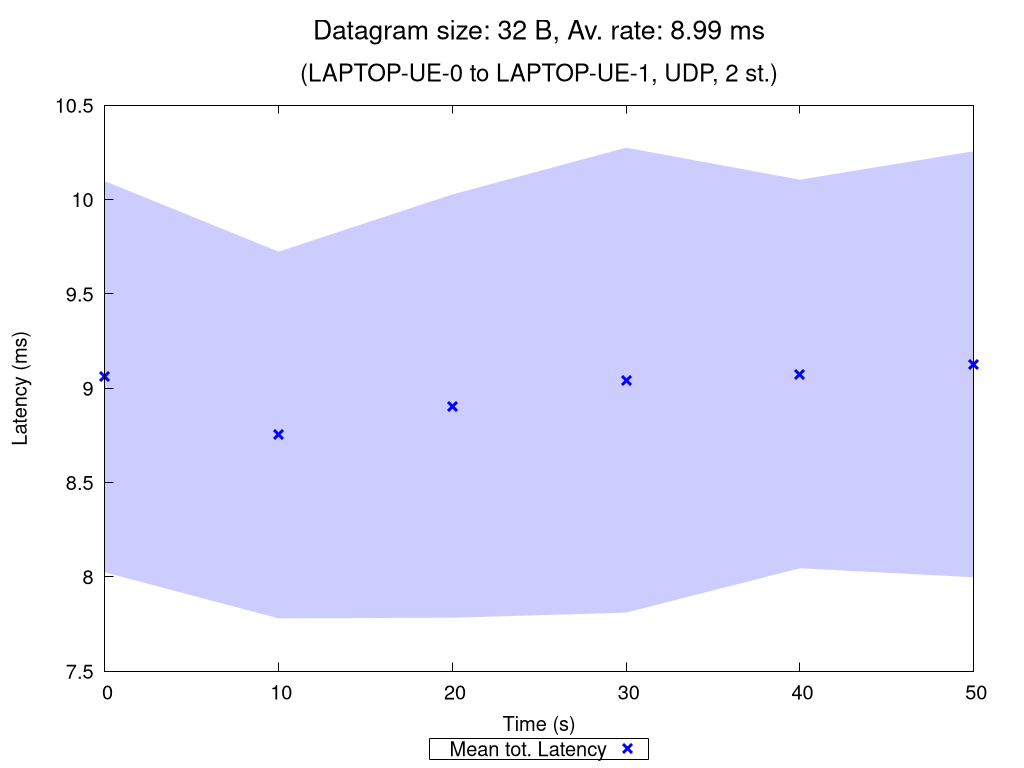 Datagram size: 32 B, Av. rate: 8.99 ms
(LAPTOP-UE-0 to LAPTOP-UE-1, UDP, 2 st.)
10.5
10
9.5
9
8.5
8
7.5
Latency (ms)
0 10 20 30 40 50
Time (s)
Mean tot. Latency